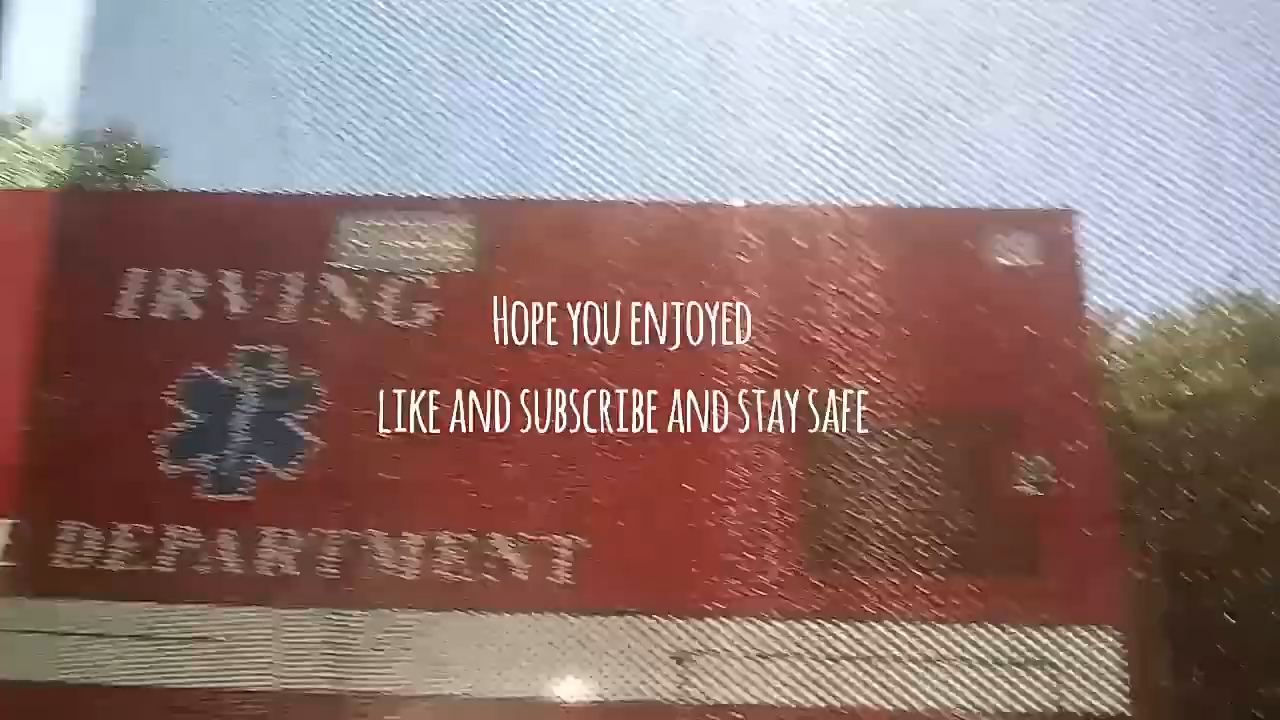 IRVING
HOPE YOU ENJOYED
LIKE AND SUBSCRIBE AND STAY SAFE
E DEPARTMENT